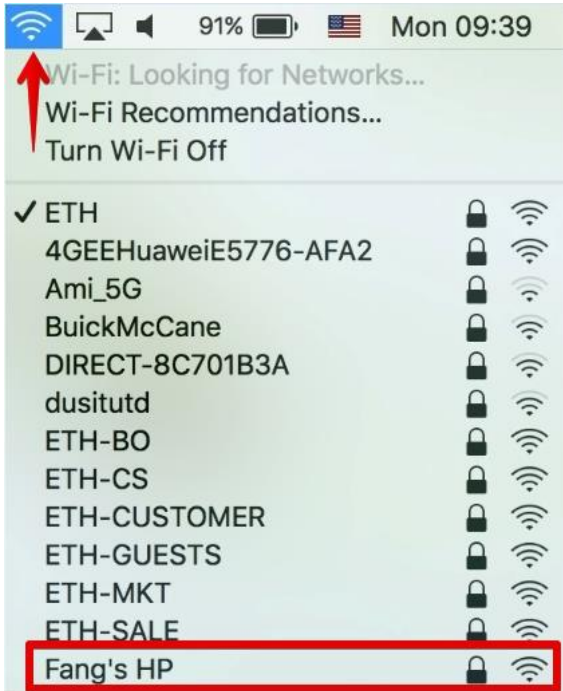 91% Mon 09:39
Wi-Fi: Looking for Networks...
Wi-Fi Recommendations...
Turn Wi-Fi Off
ETH
4GEEHuaweiE5776-AFA2
Ami_5G
BuickMcCane
DIRECT-8C701B3A
dusitutd
ETH-BO
ETH-CS
ETH-CUSTOMER
ETH-GUESTS
ETH-MKT
ETH-SALE
Fang's HP